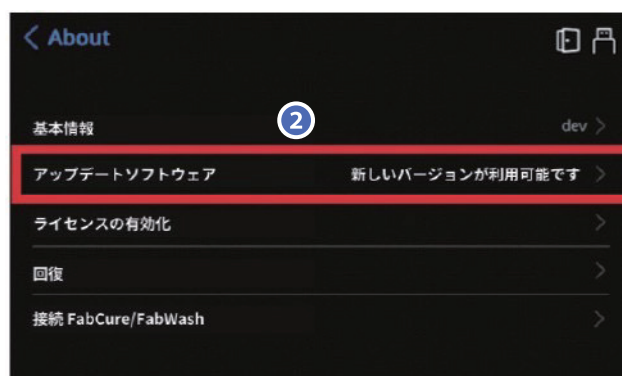 < About
2
基本情報 dev >
アップデートソフトウェア 新しいバージョンが利用可能です >
ライセンスの有効化 >
回復 >
接続 FabCure/FabWash >